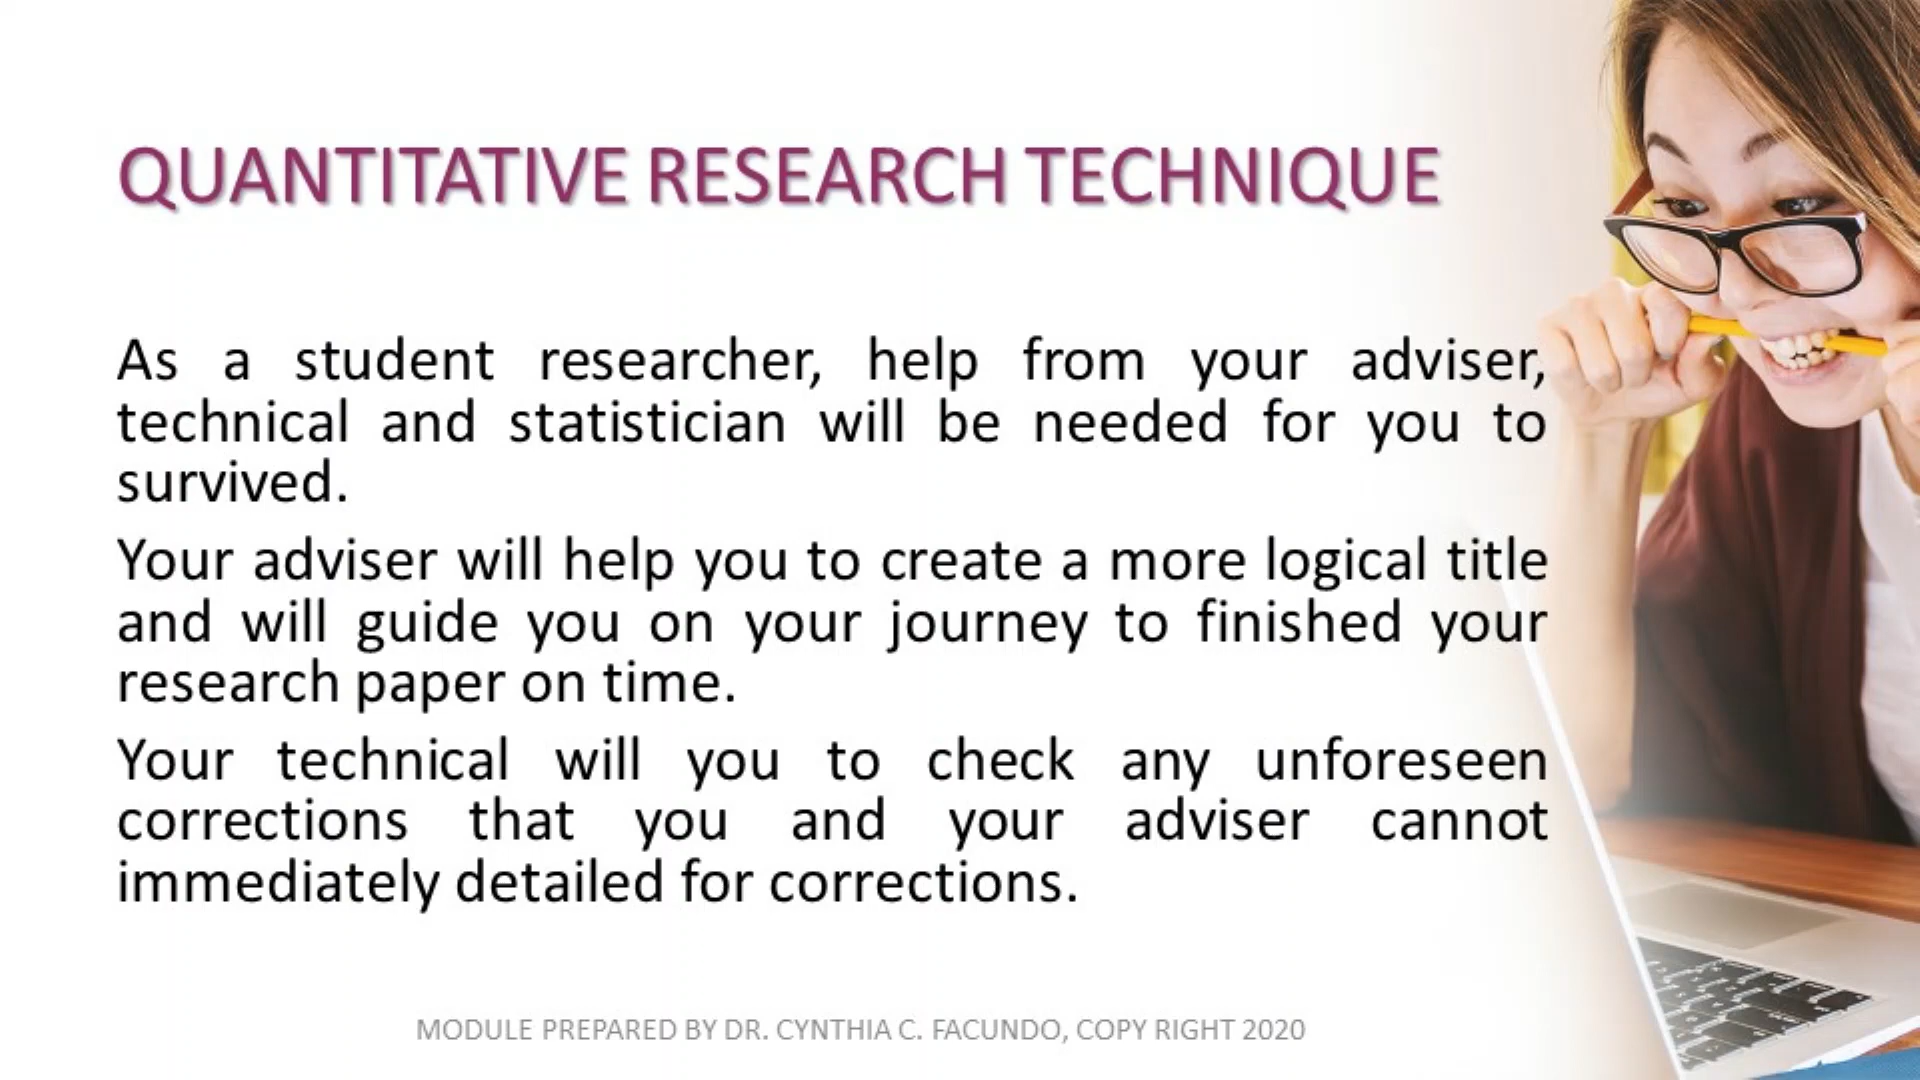 QUANTITATIVE RESEARCH TECHNIQUE
As a student researcher, help from your adviser,
technical and statistician will be needed for you to
survived.
Your adviser will help you to create a more logical title
and will guide you on your journey to finished your
research paper on time.
Your technical will you to check any unforeseen
corrections that you and your adviser cannot
immediately detailed for corrections.
MODULE PREPARED BY DR. CYNTHIA C. FACUNDO, COPY RIGHT 2020